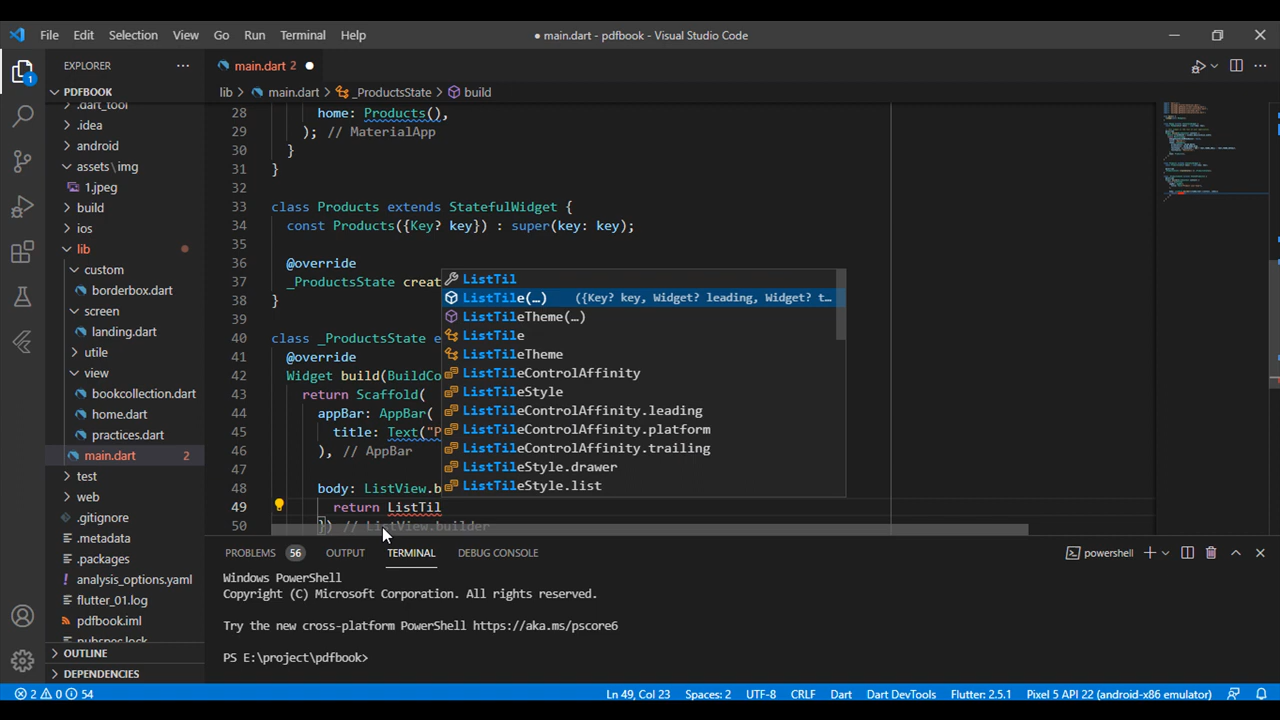 File Edit Selection View Go Run Terminal Help
● main.dart - pdfbook - Visual Studio Code
EXPLORER
main.dart 2
PDFBOOK
lib > main.dart > _ProductsState > build
.dart_tool
.idea
android
assets\img
1.jpeg
build
ios
lib
custom
borderbox.dart
screen
landing.dart
utile
view
bookcollection.dart
home.dart
practices.dart
main.dart 2
test
web
.gitignore
.metadata
.packages
analysis_options.yaml
flutter_01.log
pdfbook.iml
pubspec.lock
OUTLINE
DEPENDENCIES
1
28 home: Products(),
29 ); // MaterialApp
30 }
31 }
32
33 class Products extends StatefulWidget {
34 const Products({Key? key}) : super(key: key);
35
36 @override
37 _ProductsState creat
38 }
39
40 class _ProductsState e
41 @override
42 Widget build(BuildCo
43 return Scaffold(
44 appBar: AppBar(
45 title: Text("P
46 ), // AppBar
47
48 body: ListView.b
49 return ListTil
50 }) // ListView.builder
ListTil
ListTile(…) ({Key? key, Widget? leading, Widget? t…
ListTileTheme(…)
ListTile
ListTileTheme
ListTileControlAffinity
ListTileStyle
ListTileControlAffinity.leading
ListTileControlAffinity.platform
ListTileControlAffinity.trailing
ListTileStyle.drawer
ListTileStyle.list
PROBLEMS 56 OUTPUT TERMINAL DEBUG CONSOLE
powershell
Windows PowerShell
Copyright (C) Microsoft Corporation. All rights reserved.
Try the new cross-platform PowerShell https://aka.ms/pscore6
PS E:\project\pdfbook>
2 0 54
Ln 49, Col 23 Spaces: 2 UTF-8 CRLF Dart Dart DevTools Flutter: 2.5.1 Pixel 5 API 22 (android-x86 emulator)